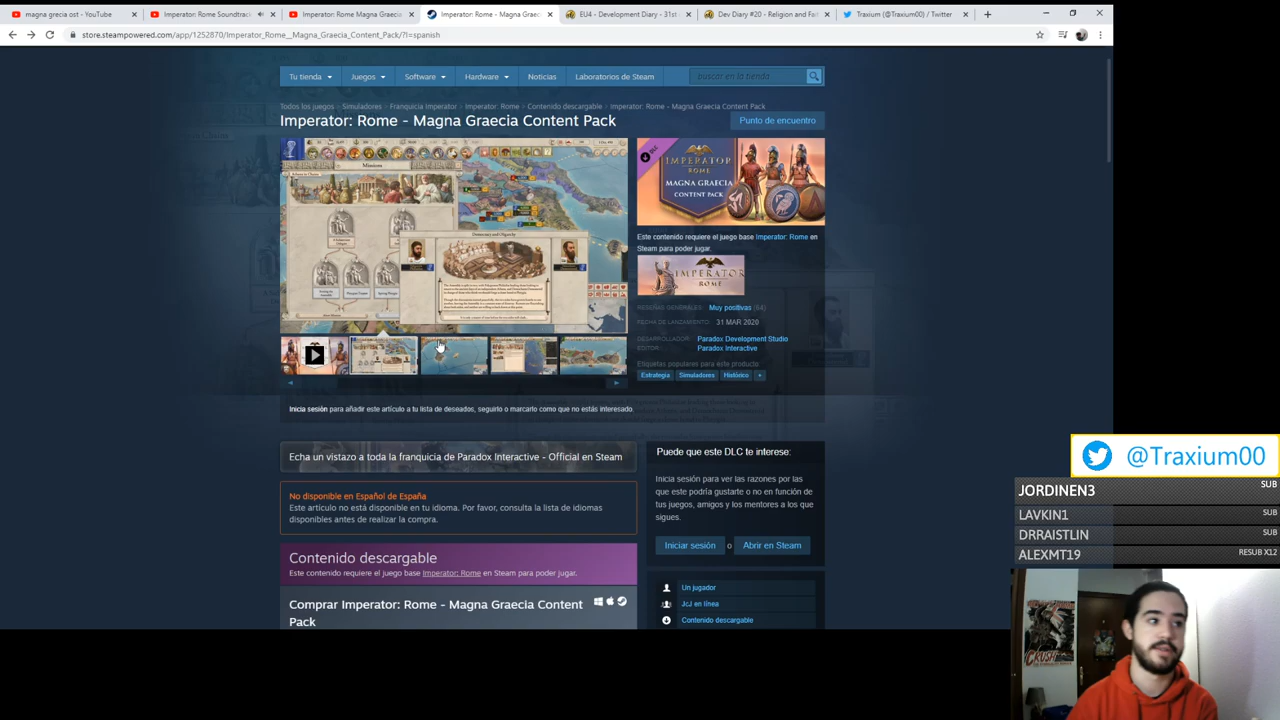 magna grecia ost - YouTube
Imperator: Rome Soundtrack
Imperator: Rome Magna Graecia
Imperator: Rome - Magna Graec
EU4 - Development Diary - 31st
Dev Diary #20 - Religion and Fai
Traxium (@Traxium00) / Twitter
store.steampowered.com/app/1252870/Imperator_Rome__Magna_Graecia_Content_Pack/?l=spanish
Tu tienda
Juegos
Software
Hardware
Noticias
Laboratorios de Steam
buscar en la tienda
Todos los juegos > Simuladores > Franquicia Imperator > Imperator: Rome > Contenido descargable > Imperator: Rome - Magna Graecia Content Pack
Imperator: Rome - Magna Graecia Content Pack
Punto de encuentro
Missions
Democracy and Oligarchy
IMPERATOR
ROME
MAGNA GRAECIA
CONTENT PACK
Este contenido requiere el juego base Imperator: Rome en
Steam para poder jugar.
IMPERATOR
ROME
RESEÑAS GENERALES: Muy positivas (64)
FECHA DE LANZAMIENTO: 31 MAR 2020
DESARROLLADOR: Paradox Development Studio
EDITOR: Paradox Interactive
Etiquetas populares para este producto:
Estrategia
Simuladores
Histórico
+
Inicia sesión para añadir este artículo a tu lista de deseados, seguirlo o marcarlo como que no estás interesado.
Echa un vistazo a toda la franquicia de Paradox Interactive - Official en Steam
Puede que este DLC te interese:
Inicia sesión para ver las razones por las
que este podría gustarte o no en función de
tus juegos, amigos y los mentores a los que
sigues.
Iniciar sesión o Abrir en Steam
No disponible en Español de España
Este artículo no está disponible en tu idioma. Por favor, consulta la lista de idiomas
disponibles antes de realizar la compra.
Contenido descargable
Este contenido requiere el juego base Imperator: Rome en Steam para poder jugar.
Comprar Imperator: Rome - Magna Graecia Content
Pack
Un jugador
JcJ en línea
Contenido descargable
@Traxium00
JORDINEN3 SUB
LAVKIN1 SUB
DRRAISTLIN SUB
ALEXMT19 RESUB X12
CRUSH